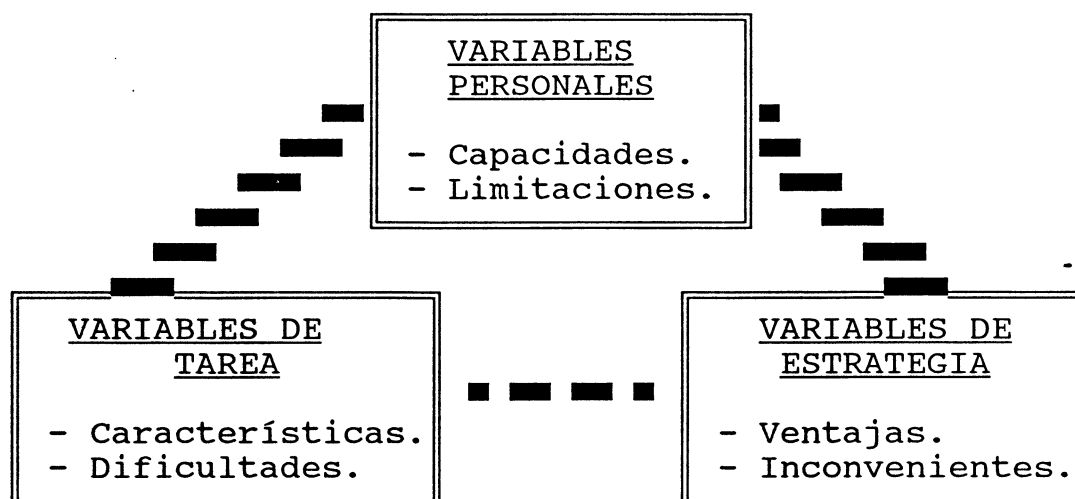 VARIABLES
PERSONALES
- Capacidades.
- Limitaciones.
VARIABLES DE
TAREA
- Características.
- Dificultades.
VARIABLES DE
ESTRATEGIA
- Ventajas.
- Inconvenientes.